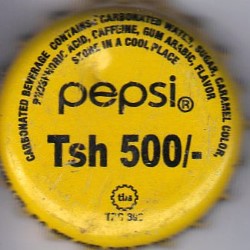 CARBONATED BEVERAGE CONTAINS: CARBONATED WATER, SUGAR, CARAMEL COLOR,
PHOSPHORIC ACID, CAFFEINE, GUM ARABIC, FLAVOR
STORE IN A COOL PLACE
pepsi®
Tsh 500/-
tbs